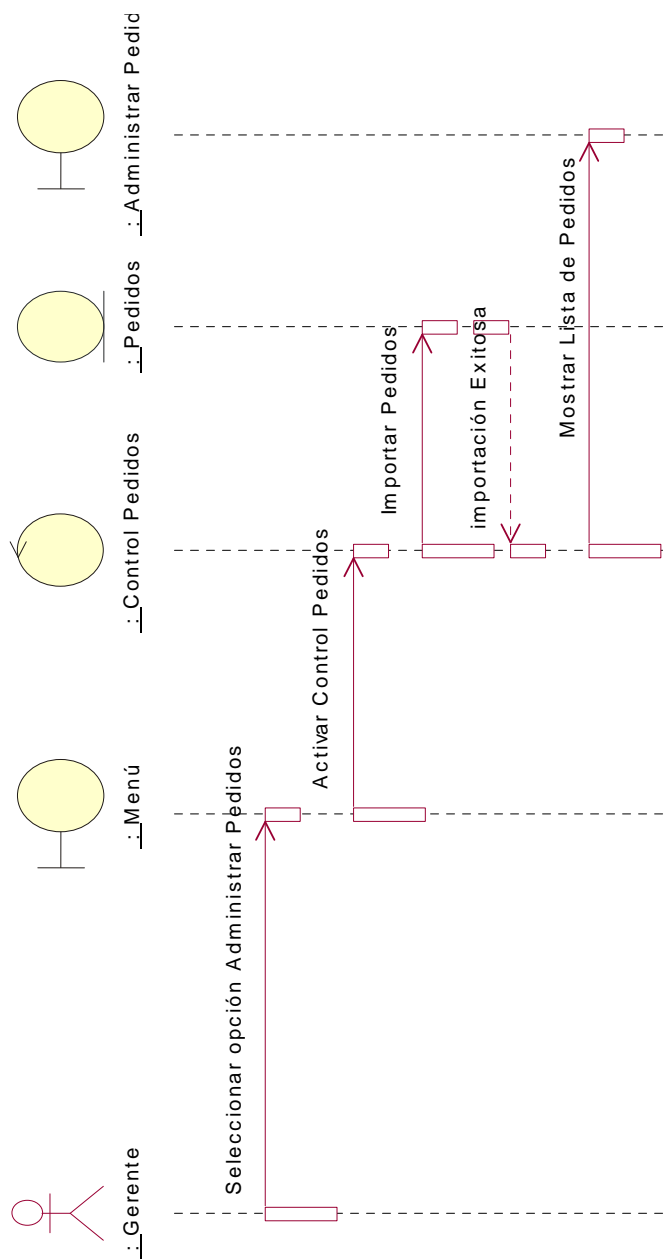 : Gerente
: Menú
: Control Pedidos
: Pedidos
: Administrar Pedid
Seleccionar opción Administrar Pedidos
Activar Control Pedidos
Importar Pedidos
importación Exitosa
Mostrar Lista de Pedidos